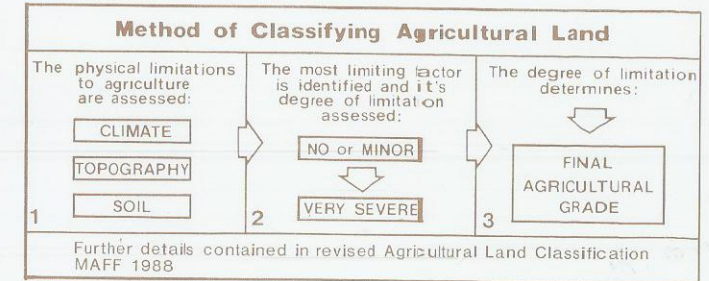 Method of Classifying Agricultural Land
The physical limitations
to agriculture
are assessed:
CLIMATE
TOPOGRAPHY
SOIL
1
The most limiting factor
is identified and it's
degree of limitation
assessed:
NO or MINOR
VERY SEVERE
2
The degree of limitation
determines:
FINAL
AGRICULTURAL
GRADE
3
Further details contained in revised Agricultural Land Classification
MAFF 1988